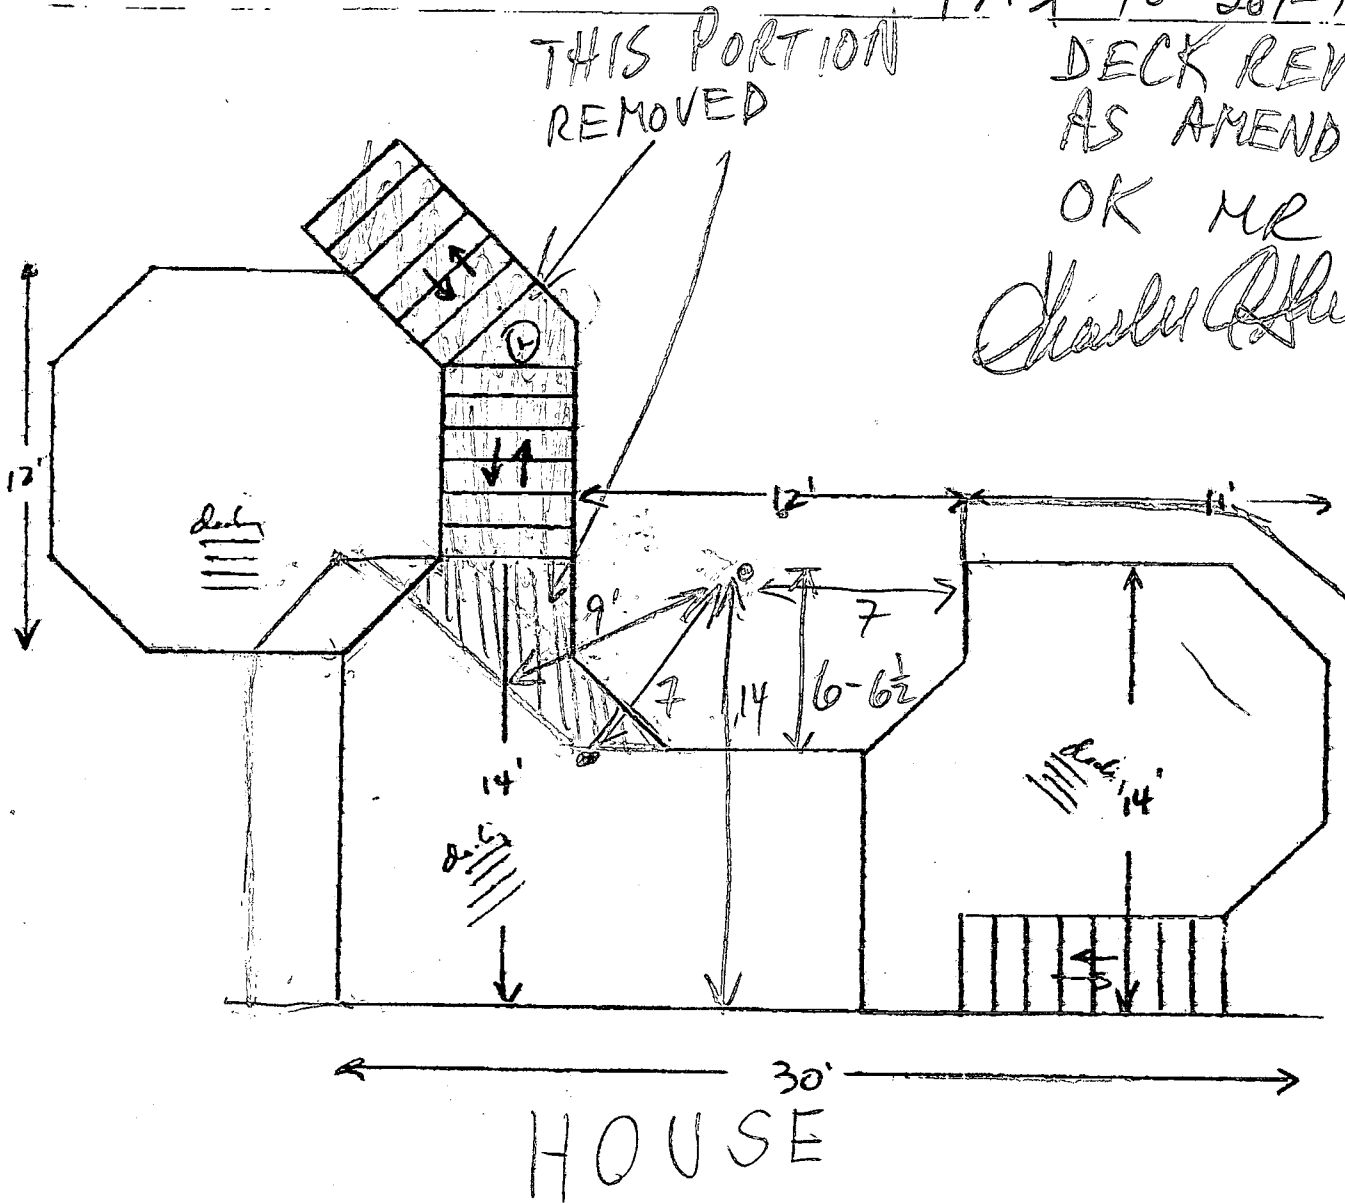 THIS PORTION
REMOVED
DECK REV
AS AMEND
OK MR
12'
12'
11'
9'
7
7
14
6-6½
14'
14'
30'
HOUSE